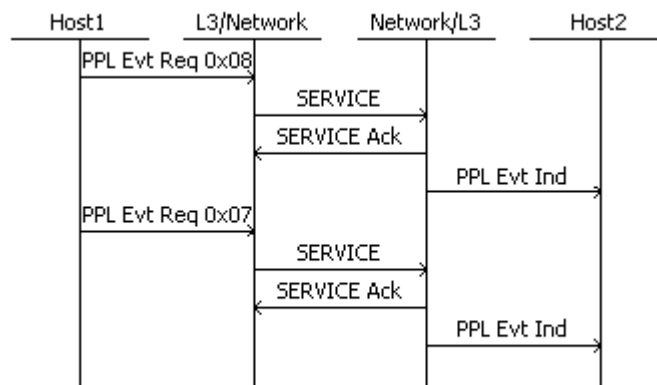 Host1 L3/Network Network/L3 Host2
PPL Evt Req 0x08
SERVICE
SERVICE Ack
PPL Evt Ind
PPL Evt Req 0x07
SERVICE
SERVICE Ack
PPL Evt Ind